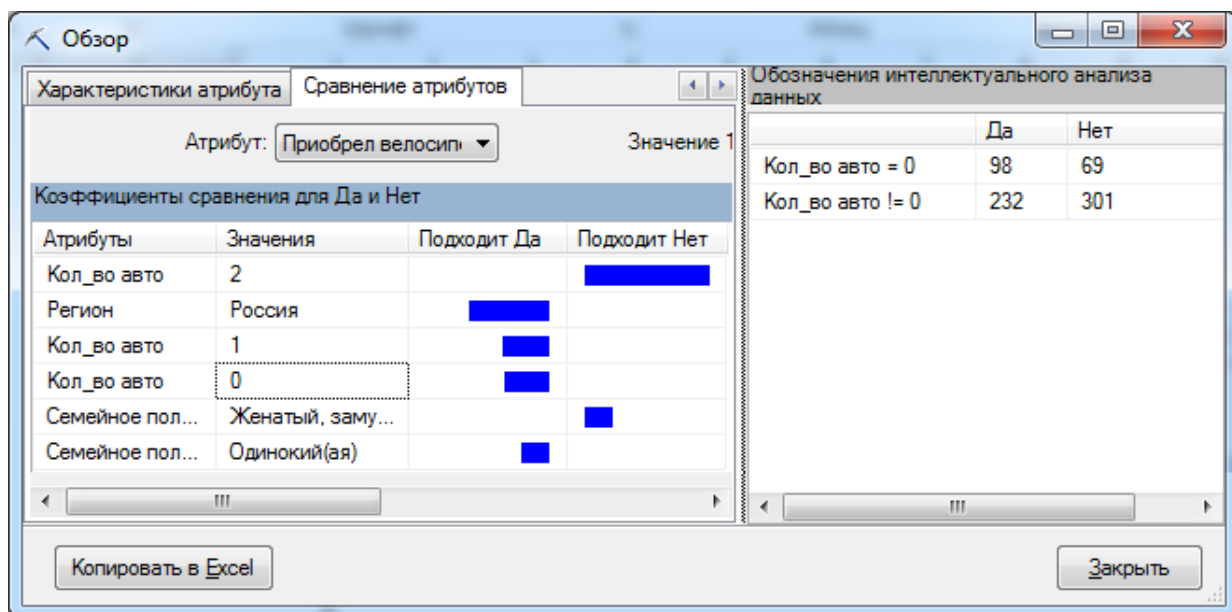 Обзор
Характеристики атрибута Сравнение атрибутов
Атрибут: Приобрел велосип Значение 1
Коэффициенты сравнения для Да и Нет
Атрибуты Значения Подходит Да Подходит Нет
Кол_во авто 2
Регион Россия
Кол_во авто 1
Кол_во авто 0
Семейное пол... Женатый, заму...
Семейное пол... Одинокий(ая)
Обозначения интеллектуального анализа
данных
Да Нет
Кол_во авто = 0 98 69
Кол_во авто != 0 232 301
Копировать в Excel Закрыть